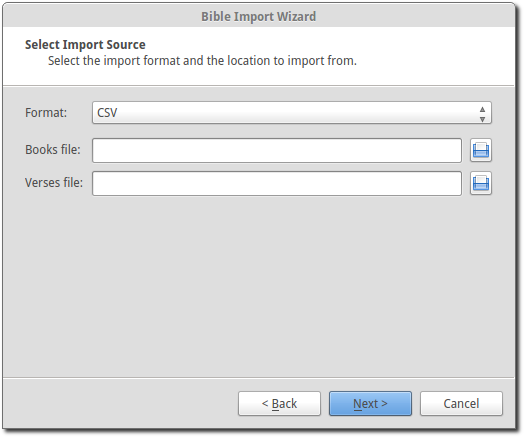 Bible Import Wizard
Select Import Source
Select the import format and the location to import from.
Format: CSV
Books file:
Verses file:
< Back Next > Cancel